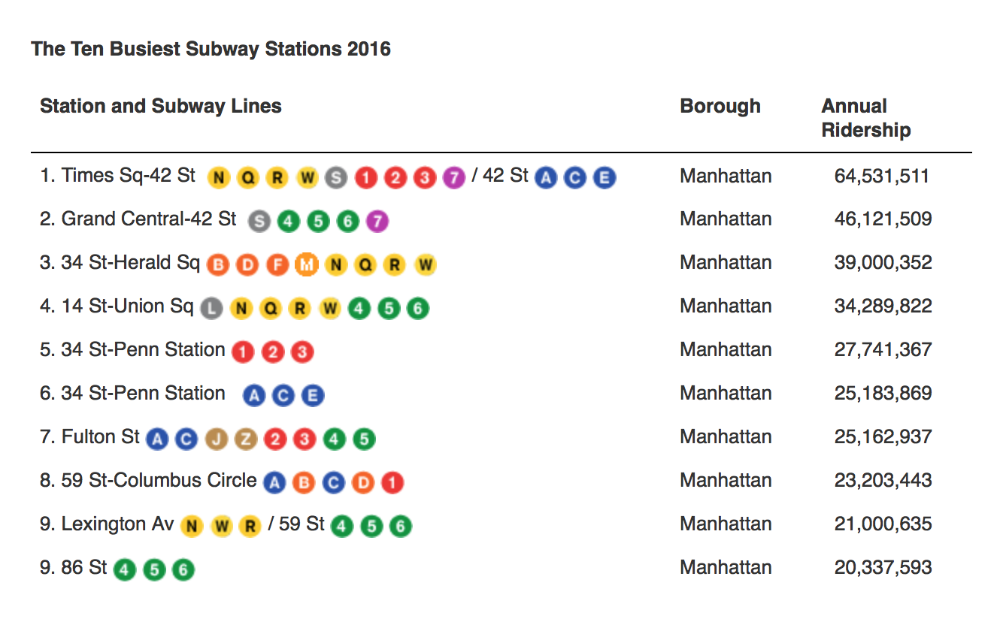 The Ten Busiest Subway Stations 2016
Station and Subway Lines Borough Annual Ridership
1. Times Sq-42 St N Q R W S 1 2 3 7 / 42 St A C E Manhattan 64,531,511
2. Grand Central-42 St S 4 5 6 7 Manhattan 46,121,509
3. 34 St-Herald Sq B D F M N Q R W Manhattan 39,000,352
4. 14 St-Union Sq L N Q R W 4 5 6 Manhattan 34,289,822
5. 34 St-Penn Station 1 2 3 Manhattan 27,741,367
6. 34 St-Penn Station A C E Manhattan 25,183,869
7. Fulton St A C J Z 2 3 4 5 Manhattan 25,162,937
8. 59 St-Columbus Circle A B C D 1 Manhattan 23,203,443
9. Lexington Av N W R / 59 St 4 5 6 Manhattan 21,000,635
9. 86 St 4 5 6 Manhattan 20,337,593